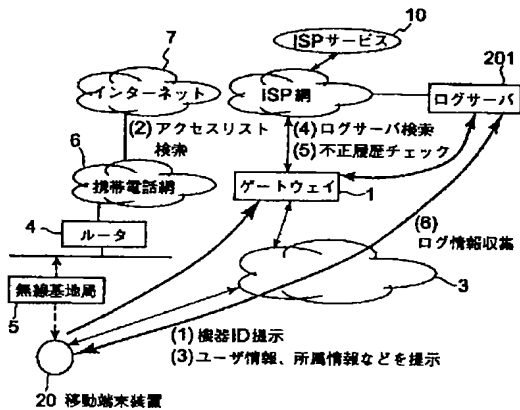 10
ISPサービス
7
201
インターネット
ISP網
ログサーバ
(2) アクセスリスト
検索
(4) ログサーバ検索
(5) 不正履歴チェック
6
携帯電話網
ゲートウェイ
1
4
ルータ
(6)
ログ情報収集
3
無線基地局
5
(1) 機器ID提示
(3) ユーザ情報、所属情報などを提示
20 移動端末装置